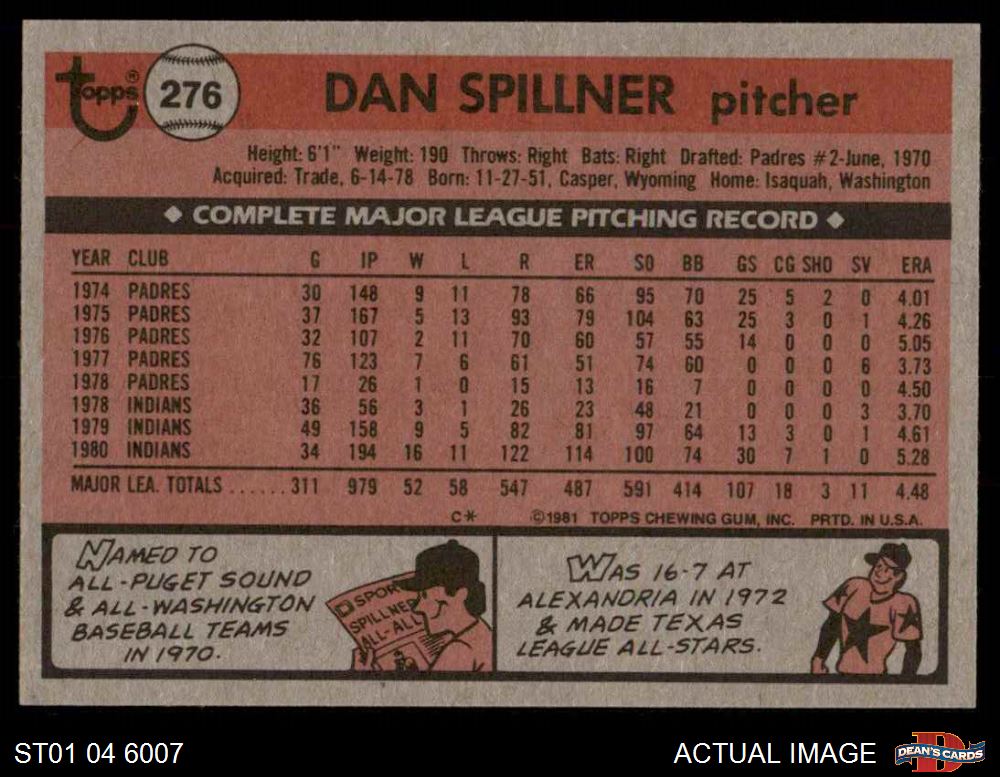 Topps® 276 DAN SPILLNER pitcher
Height: 6'1" Weight: 190 Throws: Right Bats: Right Drafted: Padres #2-June, 1970
Acquired: Trade, 6-14-78 Born: 11-27-51, Casper, Wyoming Home: Isaquah, Washington
◆ COMPLETE MAJOR LEAGUE PITCHING RECORD ◆
YEAR CLUB G IP W L R ER SO BB GS CG SHO SV ERA
1974 PADRES 30 148 9 11 78 66 95 70 25 5 2 0 4.01
1975 PADRES 37 167 5 13 93 79 104 63 25 3 0 1 4.26
1976 PADRES 32 107 2 11 70 60 57 55 14 0 0 0 5.05
1977 PADRES 76 123 7 6 61 51 74 60 0 0 0 6 3.73
1978 PADRES 17 26 1 0 15 13 16 7 0 0 0 0 4.50
1978 INDIANS 36 56 3 1 26 23 48 21 0 0 0 3 3.70
1979 INDIANS 49 158 9 5 82 81 97 64 13 3 0 1 4.61
1980 INDIANS 34 194 16 11 122 114 100 74 30 7 1 0 5.28
MAJOR LEA. TOTALS ...... 311 979 52 58 547 487 591 414 107 18 3 11 4.48
C* ©1981 TOPPS CHEWING GUM, INC. PRTD. IN U.S.A.
NAMED TO
ALL-PUGET SOUND
& ALL-WASHINGTON
BASEBALL TEAMS
IN 1970.
SPOR
SPILLNER
ALL-ALL
WAS 16-7 AT
ALEXANDRIA IN 1972
& MADE TEXAS
LEAGUE ALL-STARS.
ST01 04 6007
ACTUAL IMAGE
D
DEAN'S CARDS